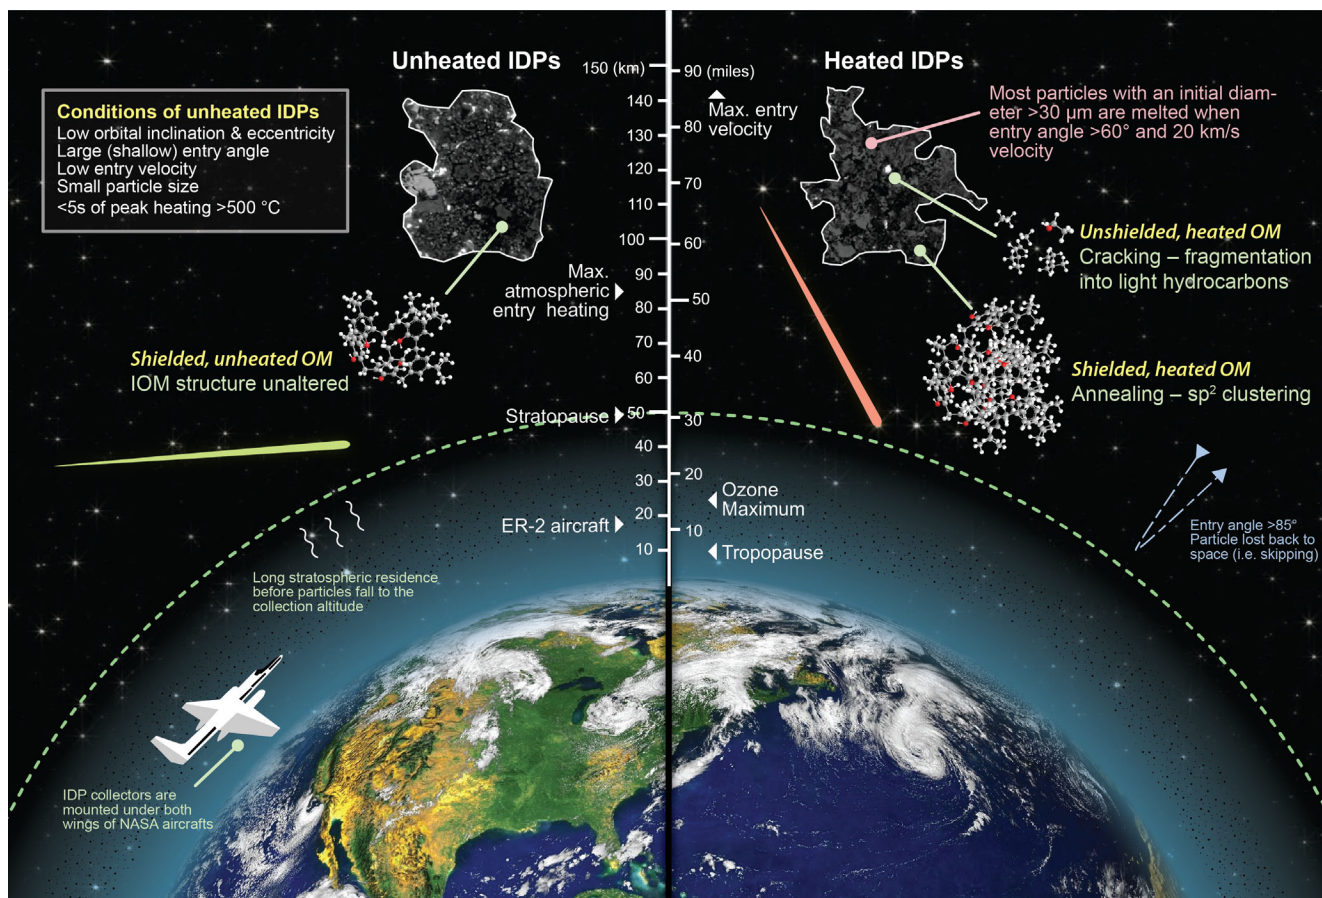 Unheated IDPs
Conditions of unheated IDPs
Low orbital inclination & eccentricity
Large (shallow) entry angle
Low entry velocity
Small particle size
<5s of peak heating >500 °C
Shielded, unheated OM
IOM structure unaltered
Long stratospheric residence
before particles fall to the
collection altitude
IDP collectors are
mounted under both
wings of NASA aircrafts
150 (km)
140
130
120
110
100
90
80
70
60
50
40
30
20
10
Max.
atmospheric
entry heating
Stratopause
ER-2 aircraft
90 (miles)
80
70
60
50
40
30
20
10
Max. entry
velocity
Ozone
Maximum
Tropopause
Heated IDPs
Most particles with an initial diam-
eter >30 µm are melted when
entry angle >60° and 20 km/s
velocity
Unshielded, heated OM
Cracking – fragmentation
into light hydrocarbons
Shielded, heated OM
Annealing – sp² clustering
Entry angle >85°
Particle lost back to
space (i.e. skipping)